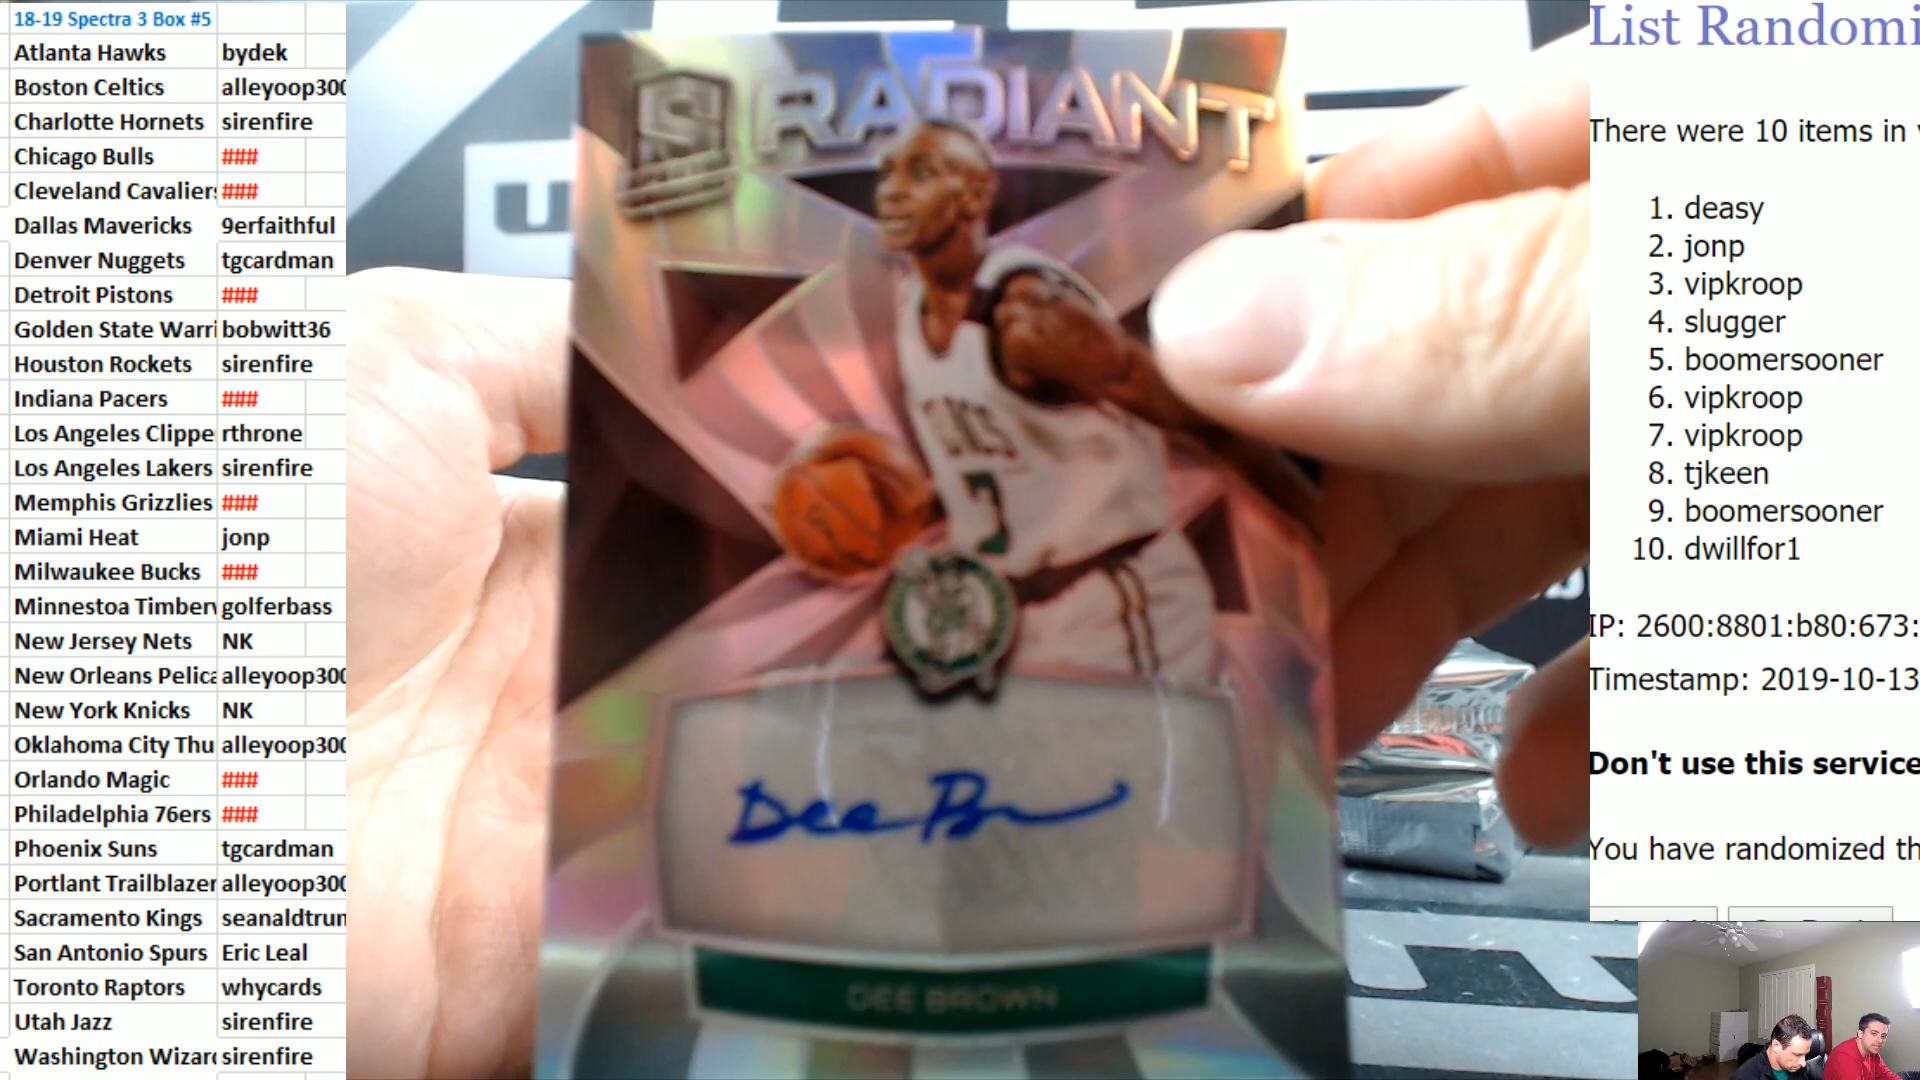 18-19 Spectra 3 Box #5
Atlanta Hawks bydek
Boston Celtics alleyoop300
Charlotte Hornets sirenfire
Chicago Bulls ###
Cleveland Cavaliers ###
Dallas Mavericks 9erfaithful
Denver Nuggets tgcardman
Detroit Pistons ###
Golden State Warri bobwitt36
Houston Rockets sirenfire
Indiana Pacers ###
Los Angeles Clippe rthrone
Los Angeles Lakers sirenfire
Memphis Grizzlies ###
Miami Heat jonp
Milwaukee Bucks ###
Minnestoa Timberv golferbass
New Jersey Nets NK
New Orleans Pelica alleyoop300
New York Knicks NK
Oklahoma City Thu alleyoop300
Orlando Magic ###
Philadelphia 76ers ###
Phoenix Suns tgcardman
Portlant Trailblazer alleyoop300
Sacramento Kings seanaldtrun
San Antonio Spurs Eric Leal
Toronto Raptors whycards
Utah Jazz sirenfire
Washington Wizard sirenfire
S RADIANT
7
Dee Br
DEE BROWN
List Randomi
There were 10 items in
1. deasy
2. jonp
3. vipkroop
4. slugger
5. boomersooner
6. vipkroop
7. vipkroop
8. tjkeen
9. boomersooner
10. dwillfor1
IP: 2600:8801:b80:673:
Timestamp: 2019-10-13
Don't use this service
You have randomized th